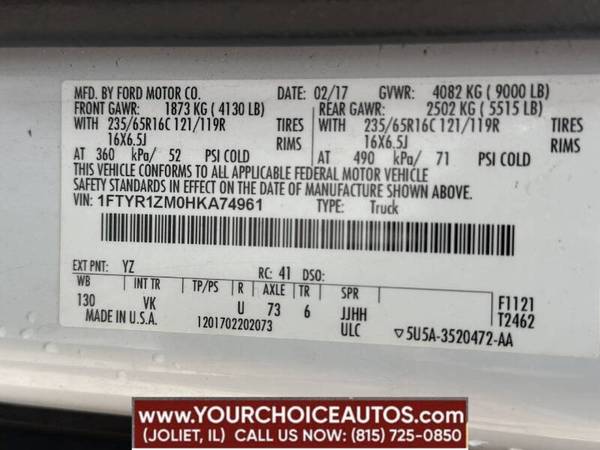 MFD. BY FORD MOTOR CO. 02/17 GVWR: 4082 KG ( 9000 LB)
FRONT GAWR: 1873 KG ( 4130 LB) REAR GAWR: 2502 KG ( 5515 LB)
WITH 235/65R16C 121/119R TIRES WITH 235/65R16C 121/119R TIRES
16X6.5J RIMS 16X6.5J RIMS
AT 360 kPa/ 52 PSI COLD AT 490 kPa/ 71 PSI COLD
THIS VEHICLE CONFORMS TO ALL APPLICABLE FEDERAL MOTOR VEHICLE
SAFETY STANDARDS IN EFFECT ON THE DATE OF MANUFACTURE SHOWN ABOVE.
VIN: 1FTYR1ZM0HKA74961 TYPE: Truck
EXT PNT: YZ RC: 41 DSO:
WB INT TR TP/PS R AXLE TR SPR F1121
130 VK U 73 6 JJHH T2462
MADE IN U.S.A. 1201702202073 ULC ▽5U5A-3520472-AA
WWW.YOURCHOICEAUTOS.COM
(JOLIET, IL) CALL US NOW: (815) 725-0850